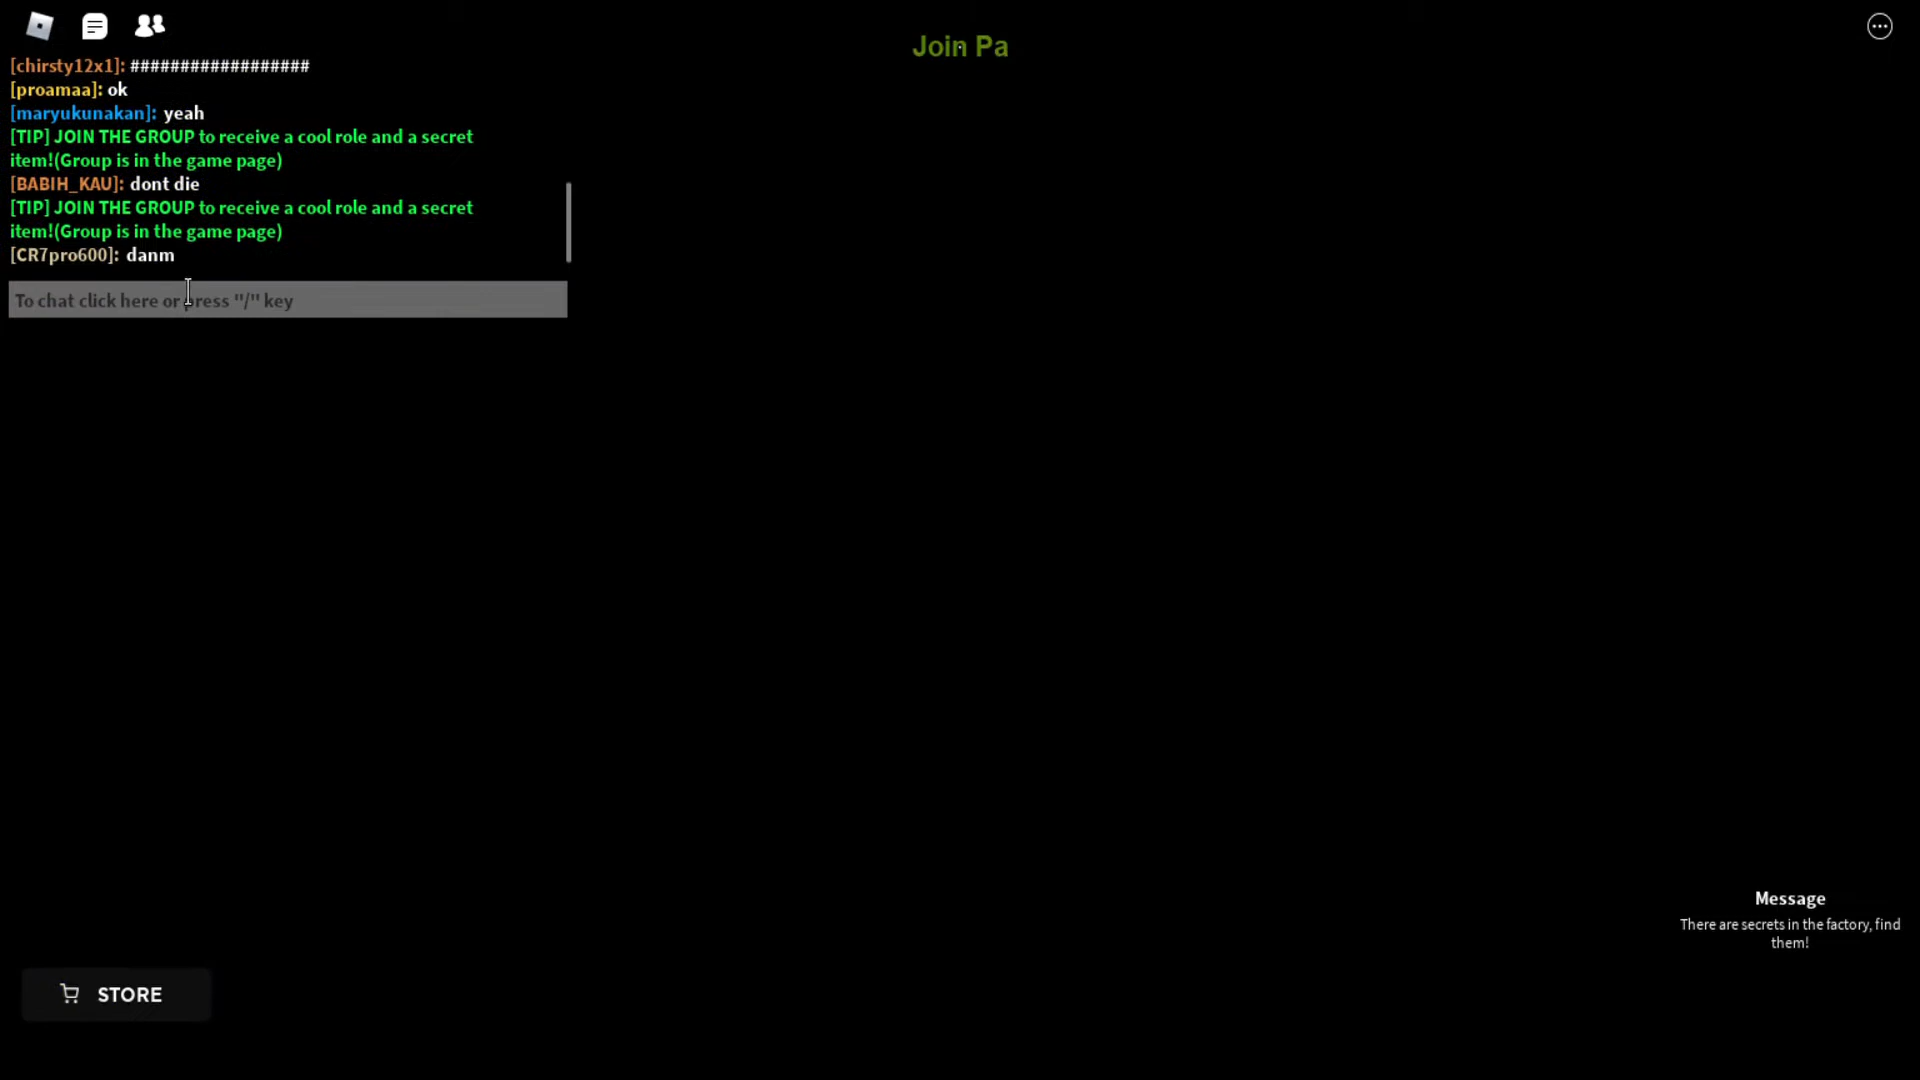 Join Pa
[chirsty12x1]: ##################
[proamaa]: ok
[maryukunakan]: yeah
[TIP] JOIN THE GROUP to receive a cool role and a secret
item!(Group is in the game page)
[BABIH_KAU]: dont die
[TIP] JOIN THE GROUP to receive a cool role and a secret
item!(Group is in the game page)
[CR7pro600]: danm
To chat click here or press "/" key
Message
There are secrets in the factory, find
them!
STORE